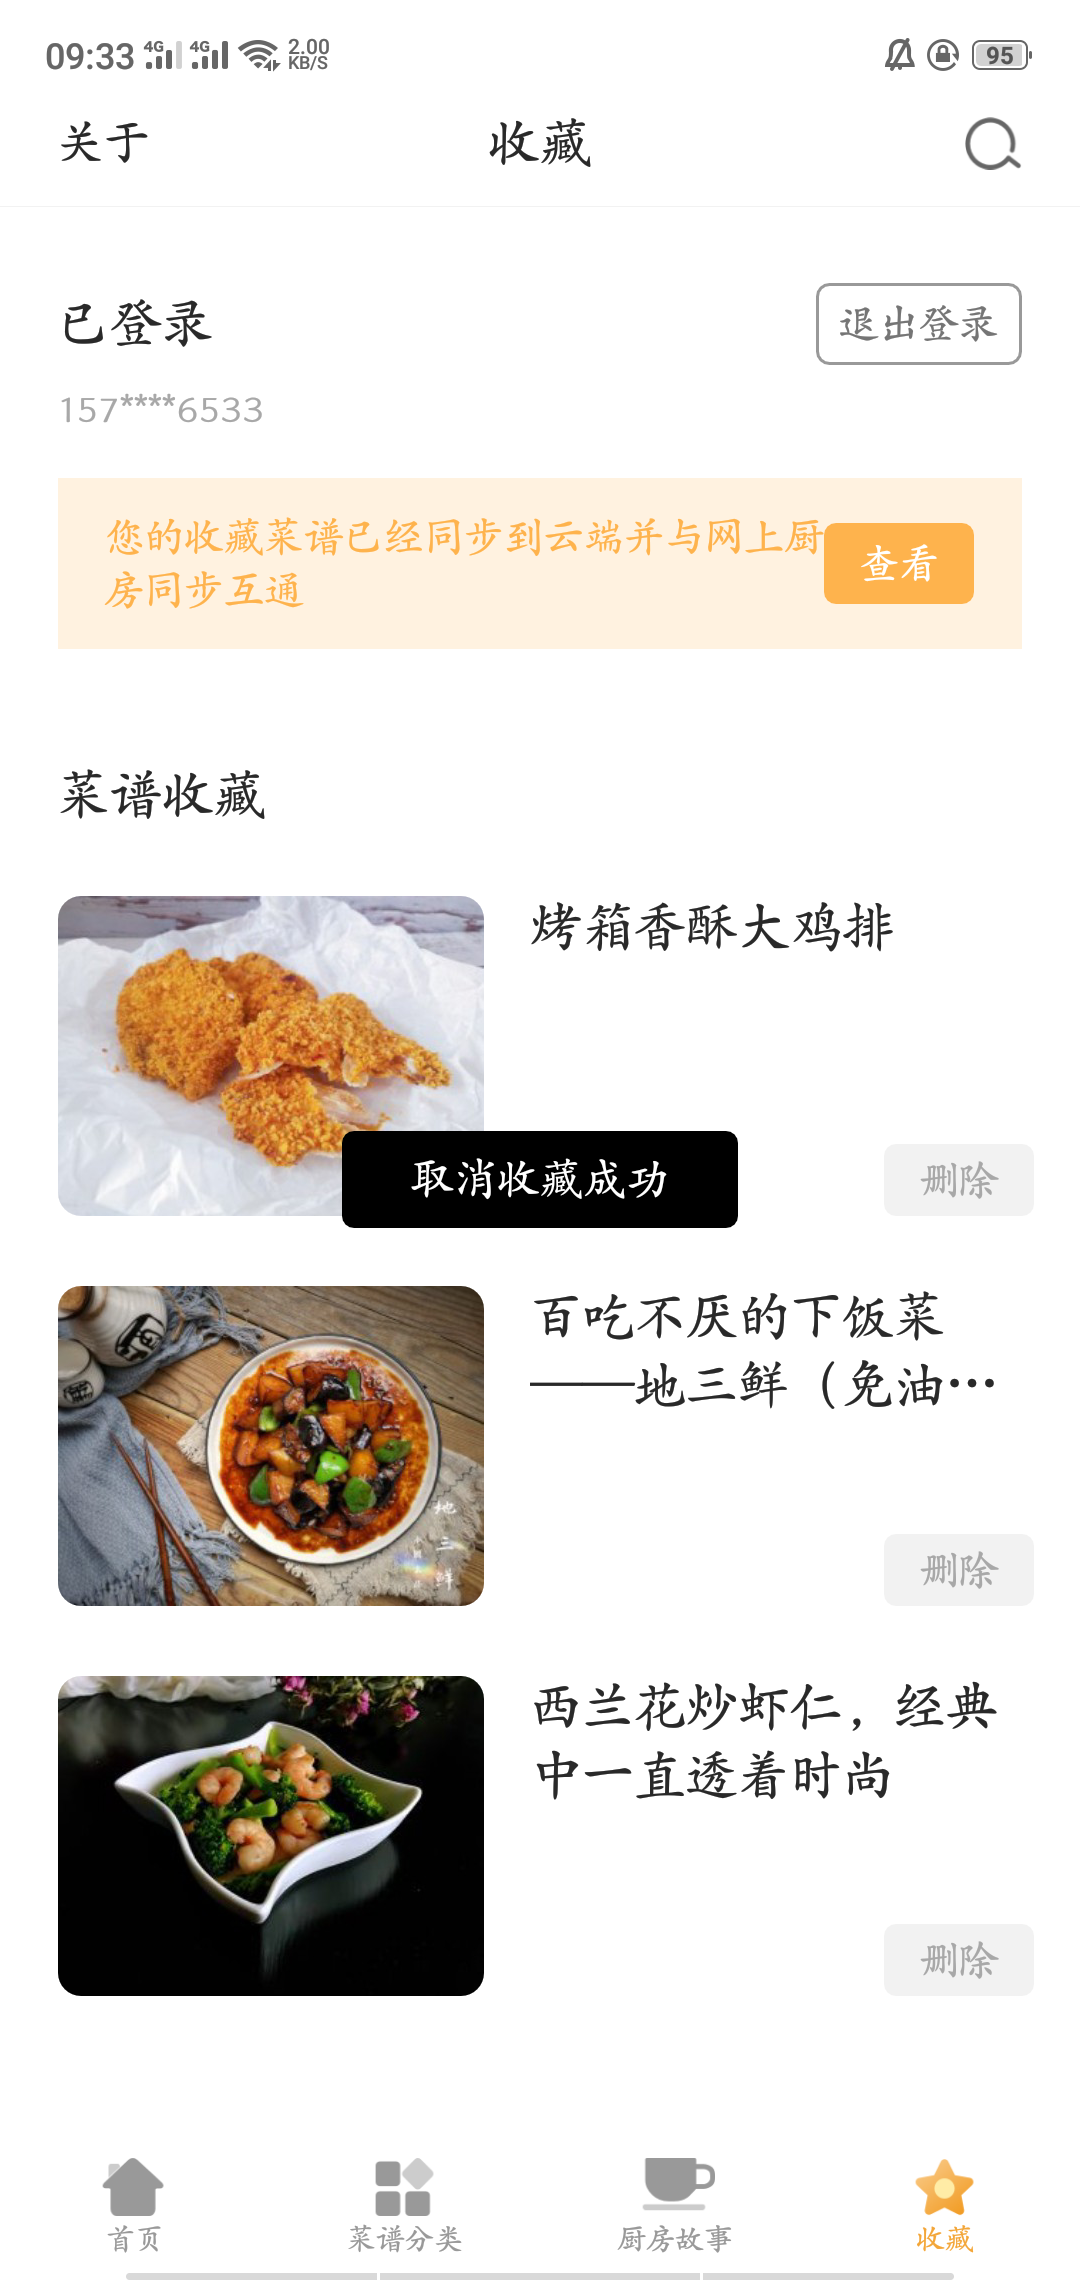 09:33 4G 4G 2.00 KB/S 95
关于 收藏
已登录 退出登录
157****6533
您的收藏菜谱已经同步到云端并与网上厨
房同步互通
查看
菜谱收藏
烤箱香酥大鸡排
取消收藏成功
删除
百吃不厌的下饭菜
——地三鲜（免油…
地三鲜
删除
西兰花炒虾仁，经典
中一直透着时尚
删除
首页 菜谱分类 厨房故事 收藏